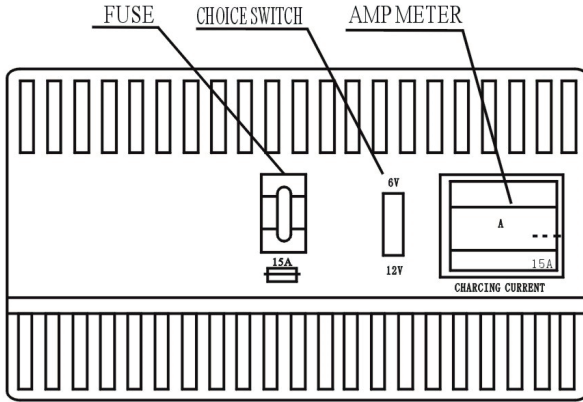 FUSE CHOICE SWITCH AMP METER
6V
A
15A
12V
15A
CHARCING CURRENT